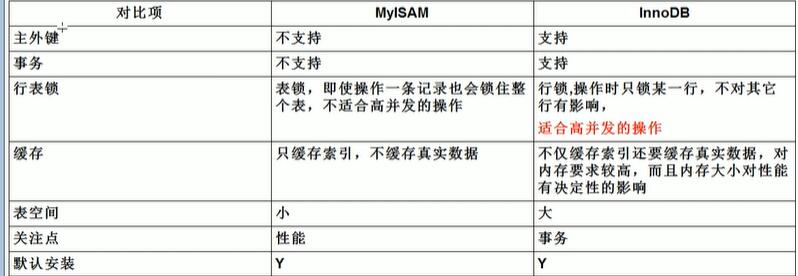 对比项 MyISAM InnoDB
主外键 不支持 支持
事务 不支持 支持
行表锁 表锁，即使操作一条记录也会锁住整 行锁,操作时只锁某一行，不对其它
个表，不适合高并发的操作 行有影响，
适合高并发的操作
缓存 只缓存索引，不缓存真实数据 不仅缓存索引还要缓存真实数据，对
内存要求较高，而且内存大小对性能
有决定性的影响
表空间 小 大
关注点 性能 事务
默认安装 Y Y